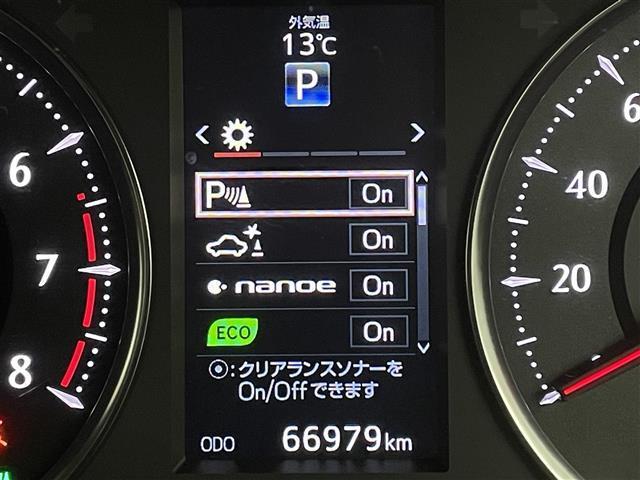 外気温
13℃
P
P On
On
nanoe On
ECO On
⦿:クリアランスソナーを
On/Offできます
ODO 66979km
6
7
8
6
40
20